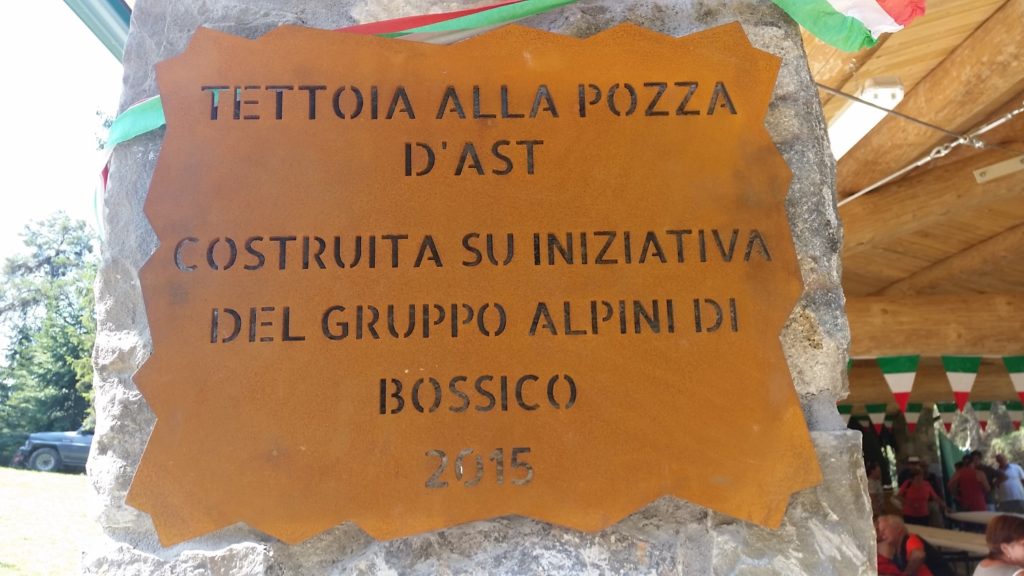 TETTOIA ALLA POZZA
D'AST
COSTRUITA SU INIZIATIVA
DEL GRUPPO ALPINI DI
BOSSICO
2015